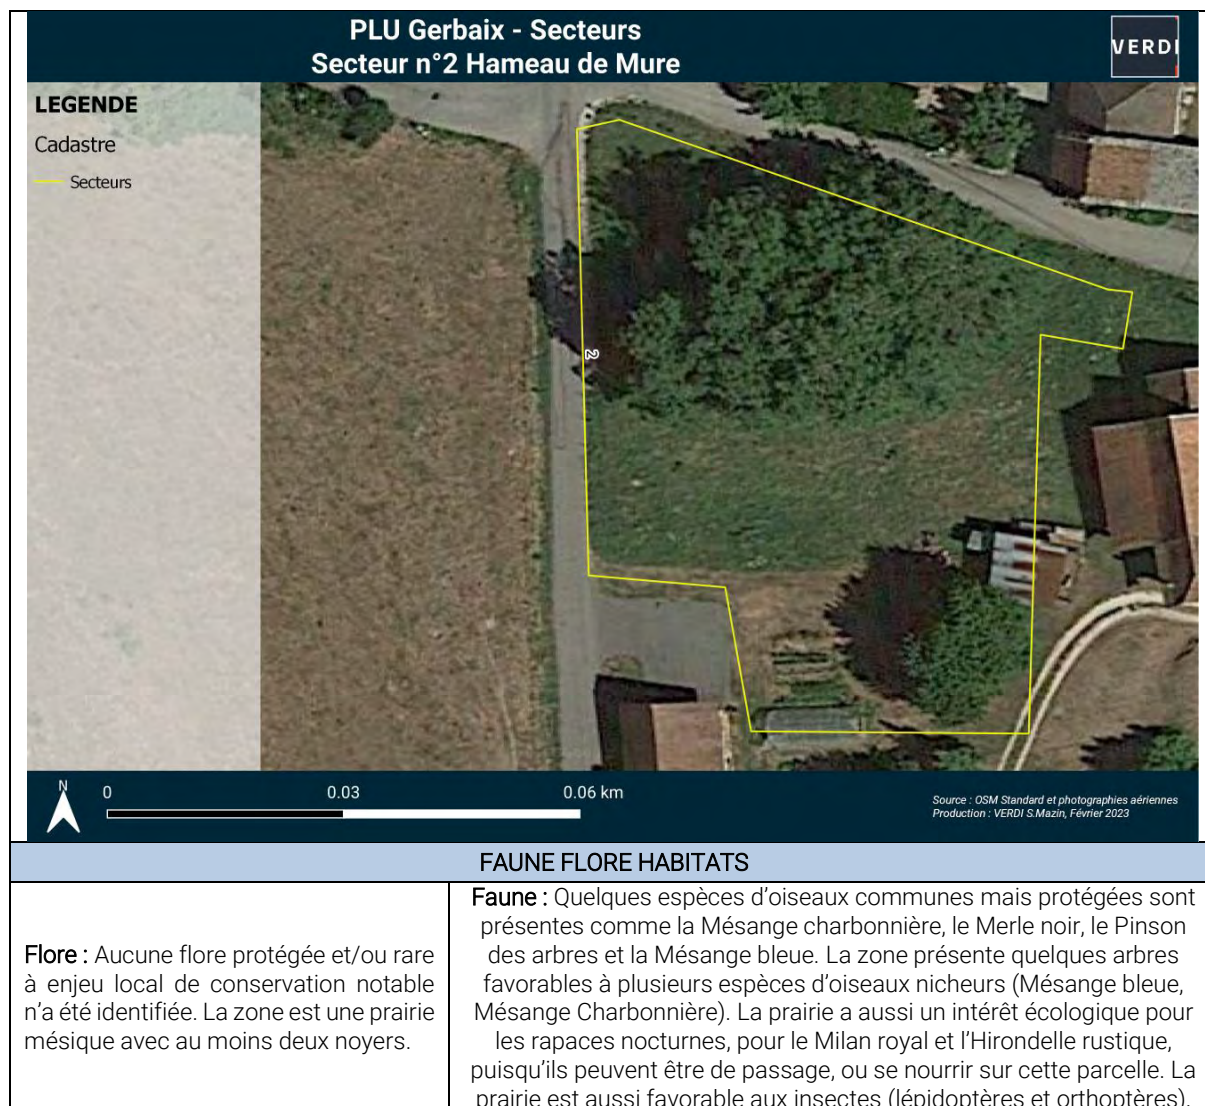 PLU Gerbaix - Secteurs
Secteur n°2 Hameau de Mure
VERDI
LEGENDE
Cadastre
Secteurs
2
N
0 0.03 0.06 km
Source : OSM Standard et photographies aériennes
Production : VERDI S.Mazin, Février 2023
FAUNE FLORE HABITATS
Flore : Aucune flore protégée et/ou rare
à enjeu local de conservation notable
n’a été identifiée. La zone est une prairie
mésique avec au moins deux noyers.
Faune : Quelques espèces d’oiseaux communes mais protégées sont
présentes comme la Mésange charbonnière, le Merle noir, le Pinson
des arbres et la Mésange bleue. La zone présente quelques arbres
favorables à plusieurs espèces d’oiseaux nicheurs (Mésange bleue,
Mésange Charbonnière). La prairie a aussi un intérêt écologique pour
les rapaces nocturnes, pour le Milan royal et l’Hirondelle rustique,
puisqu’ils peuvent être de passage, ou se nourrir sur cette parcelle. La
prairie est aussi favorable aux insectes (lépidoptères et orthoptères).